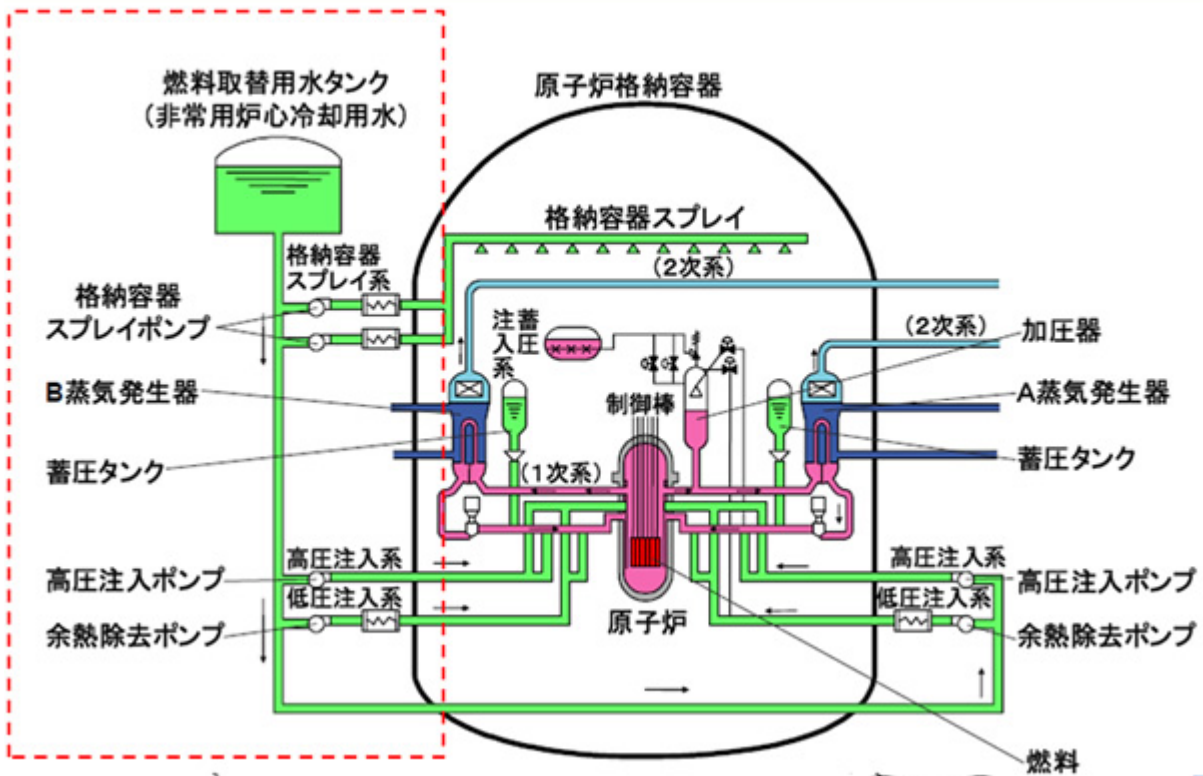 燃料取替用水タンク
（非常用炉心冷却用水）
原子炉格納容器
格納容器スプレイ
格納容器
スプレイ系
（2次系）
格納容器
スプレイポンプ
蓄圧
注入系
（2次系）
加圧器
B蒸気発生器
制御棒
A蒸気発生器
蓄圧タンク
（1次系）
蓄圧タンク
高圧注入系
高圧注入系
高圧注入ポンプ
高圧注入ポンプ
低圧注入系
低圧注入系
余熱除去ポンプ
原子炉
余熱除去ポンプ
燃料